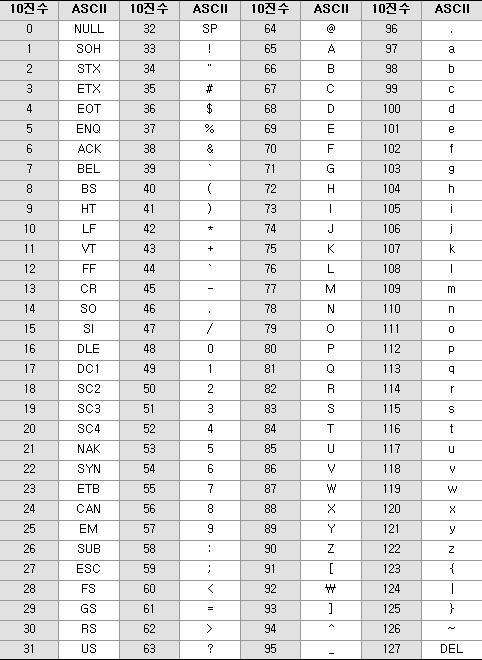 10진수 ASCII 10진수 ASCII 10진수 ASCII 10진수 ASCII
0 NULL 32 SP 64 @ 96 .
1 SOH 33 ! 65 A 97 a
2 STX 34 " 66 B 98 b
3 ETX 35 # 67 C 99 c
4 EOT 36 $ 68 D 100 d
5 ENQ 37 % 69 E 101 e
6 ACK 38 & 70 F 102 f
7 BEL 39 ` 71 G 103 g
8 BS 40 ( 72 H 104 h
9 HT 41 ) 73 I 105 i
10 LF 42 * 74 J 106 j
11 VT 43 + 75 K 107 k
12 FF 44 ` 76 L 108 l
13 CR 45 - 77 M 109 m
14 SO 46 . 78 N 110 n
15 SI 47 / 79 O 111 o
16 DLE 48 0 80 P 112 p
17 DC1 49 1 81 Q 113 q
18 SC2 50 2 82 R 114 r
19 SC3 51 3 83 S 115 s
20 SC4 52 4 84 T 116 t
21 NAK 53 5 85 U 117 u
22 SYN 54 6 86 V 118 v
23 ETB 55 7 87 W 119 w
24 CAN 56 8 88 X 120 x
25 EM 57 9 89 Y 121 y
26 SUB 58 : 90 Z 122 z
27 ESC 59 ; 91 [ 123 {
28 FS 60 < 92 ₩ 124 |
29 GS 61 = 93 ] 125 }
30 RS 62 > 94 ^ 126 ~
31 US 63 ? 95 _ 127 DEL